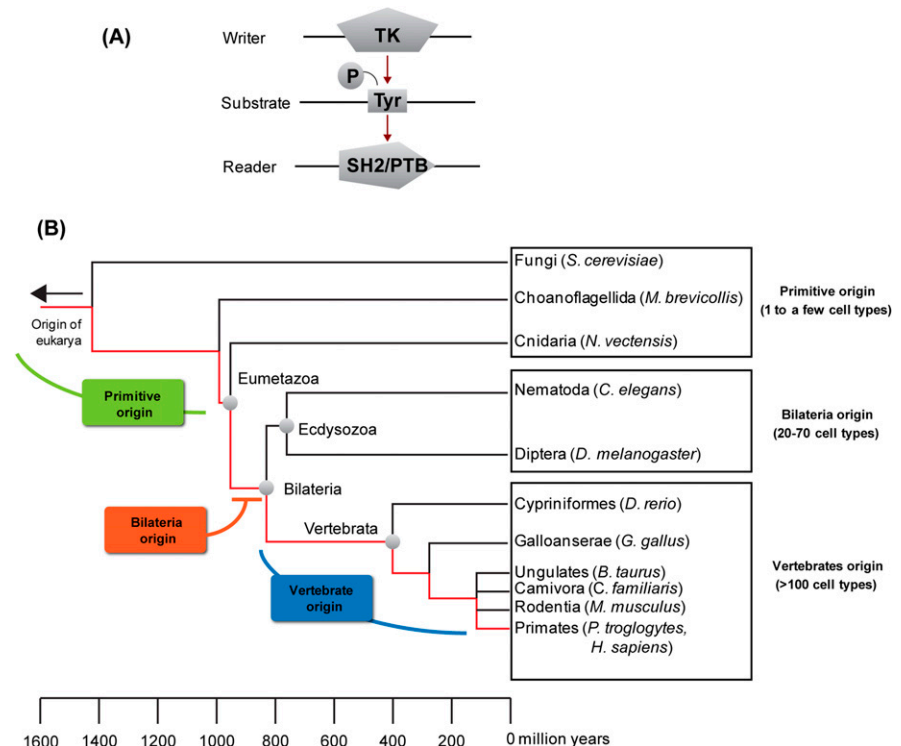 (A)
Writer
TK
P
Substrate
Tyr
Reader
SH2/PTB
(B)
Fungi (S. cerevisiae)
Choanoflagellida (M. brevicollis)
Cnidaria (N. vectensis)
Primitive origin
(1 to a few cell types)
Origin of
eukarya
Primitive
origin
Eumetazoa
Nematoda (C. elegans)
Ecdysozoa
Diptera (D. melanogaster)
Bilateria origin
(20-70 cell types)
Bilateria
Bilateria
origin
Vertebrata
Cypriniformes (D. rerio)
Galloanserae (G. gallus)
Ungulates (B. taurus)
Camivora (C. familiaris)
Rodentia (M. musculus)
Primates (P. troglogytes,
H. sapiens)
Vertebrates origin
(>100 cell types)
Vertebrate
origin
1600 1400 1200 1000 800 600 400 200 0 million years